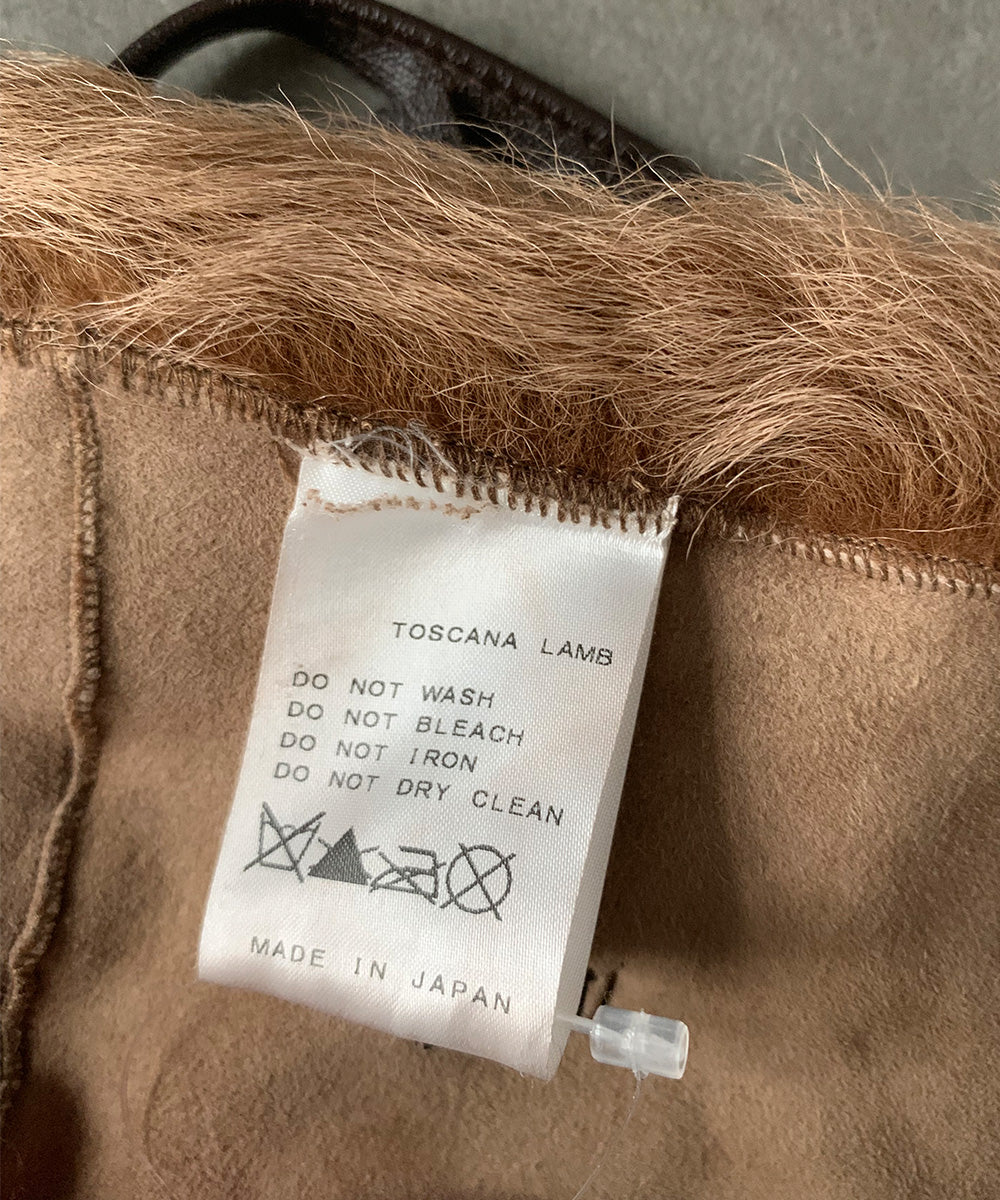 TOSCANA LAMB
DO NOT WASH
DO NOT BLEACH
DO NOT IRON
DO NOT DRY CLEAN
MADE IN JAPAN